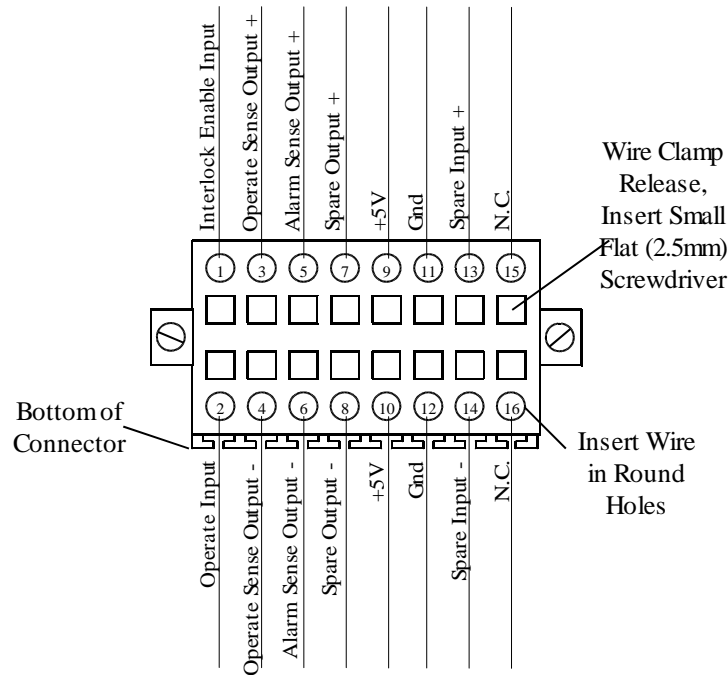 Interlock Enable Input
Operate Sense Output +
Alarm Sense Output +
Spare Output +
+5V
Gnd
Spare Input +
N.C.
Wire Clamp
Release,
Insert Small
Flat (2.5mm)
Screwdriver
1 3 5 7 9 11 13 15
2 4 6 8 10 12 14 16
Bottom of
Connector
Insert Wire
in Round
Holes
Operate Input
Operate Sense Output -
Alarm Sense Output -
Spare Output -
+5V
Gnd
Spare Input -
N.C.